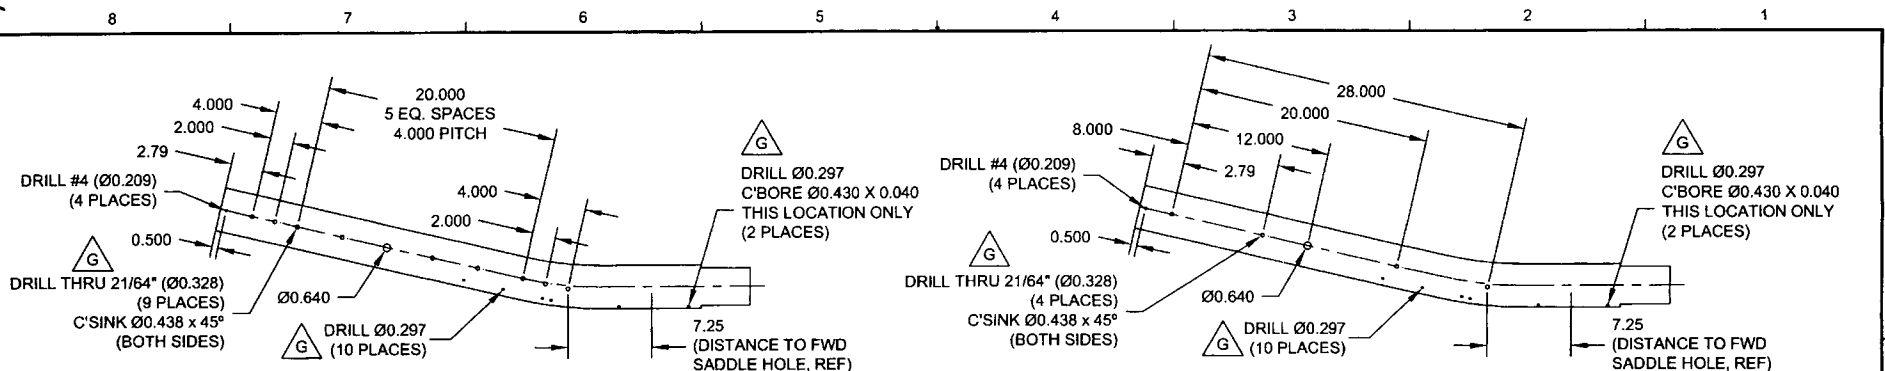 8 7 6 5 4 3 2 1
20.000
5 EQ. SPACES
4.000 PITCH
4.000
2.000
2.79
DRILL #4 (Ø0.209)
(4 PLACES)
0.500
G
DRILL THRU 21/64" (Ø0.328)
(9 PLACES)
C'SINK Ø0.438 x 45º
(BOTH SIDES)
Ø0.640
4.000
2.000
G
DRILL Ø0.297
(10 PLACES)
G
DRILL Ø0.297
C'BORE Ø0.430 X 0.040
THIS LOCATION ONLY
(2 PLACES)
7.25
(DISTANCE TO FWD
SADDLE HOLE, REF)
28.000
20.000
12.000
8.000
2.79
DRILL #4 (Ø0.209)
(4 PLACES)
0.500
G
DRILL THRU 21/64" (Ø0.328)
(4 PLACES)
C'SINK Ø0.438 x 45º
(BOTH SIDES)
Ø0.640
G
DRILL Ø0.297
(10 PLACES)
G
DRILL Ø0.297
C'BORE Ø0.430 X 0.040
THIS LOCATION ONLY
(2 PLACES)
7.25
(DISTANCE TO FWD
SADDLE HOLE, REF)